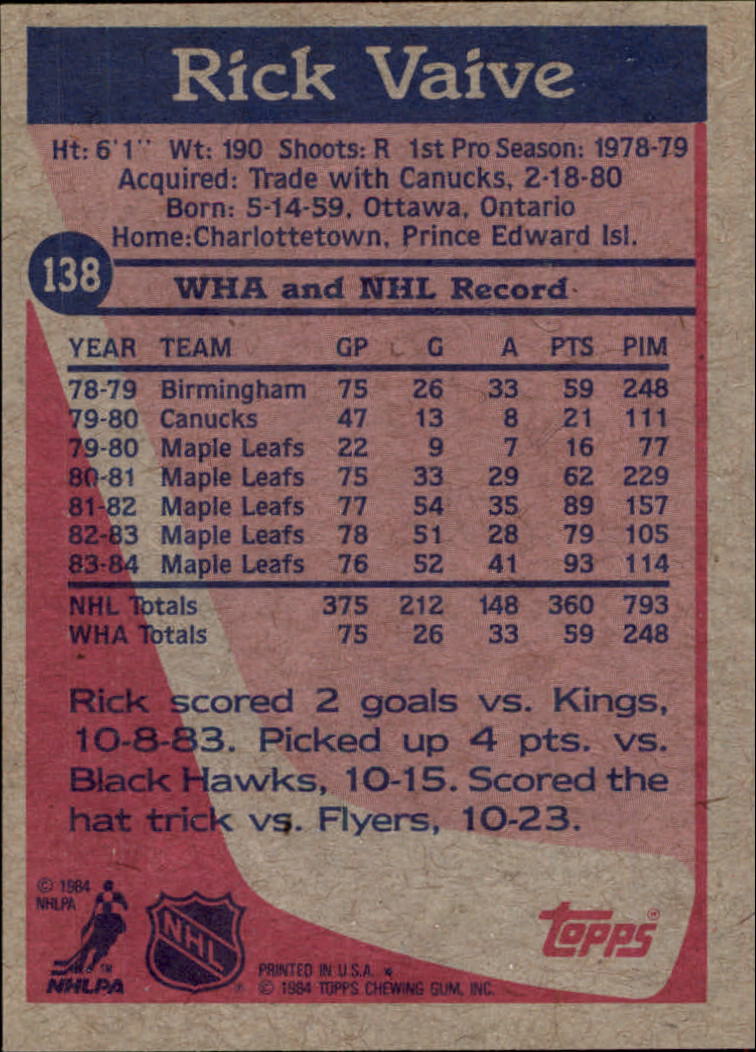 Rick Vaive
Ht: 6'1" Wt: 190 Shoots: R 1st Pro Season: 1978-79
Acquired: Trade with Canucks, 2-18-80
Born: 5-14-59, Ottawa, Ontario
Home:Charlottetown, Prince Edward Isl.
138
WHA and NHL Record
YEAR TEAM GP G A PTS PIM
78-79 Birmingham 75 26 33 59 248
79-80 Canucks 47 13 8 21 111
79-80 Maple Leafs 22 9 7 16 77
80-81 Maple Leafs 75 33 29 62 229
81-82 Maple Leafs 77 54 35 89 157
82-83 Maple Leafs 78 51 28 79 105
83-84 Maple Leafs 76 52 41 93 114
NHL Totals 375 212 148 360 793
WHA Totals 75 26 33 59 248
Rick scored 2 goals vs. Kings,
10-8-83. Picked up 4 pts. vs.
Black Hawks, 10-15. Scored the
hat trick vs. Flyers, 10-23.
© 1984
NHLPA
™
NHLPA
NHL
®
PRINTED IN U.S.A. *
© 1984 TOPPS CHEWING GUM, INC.
TOPPS®